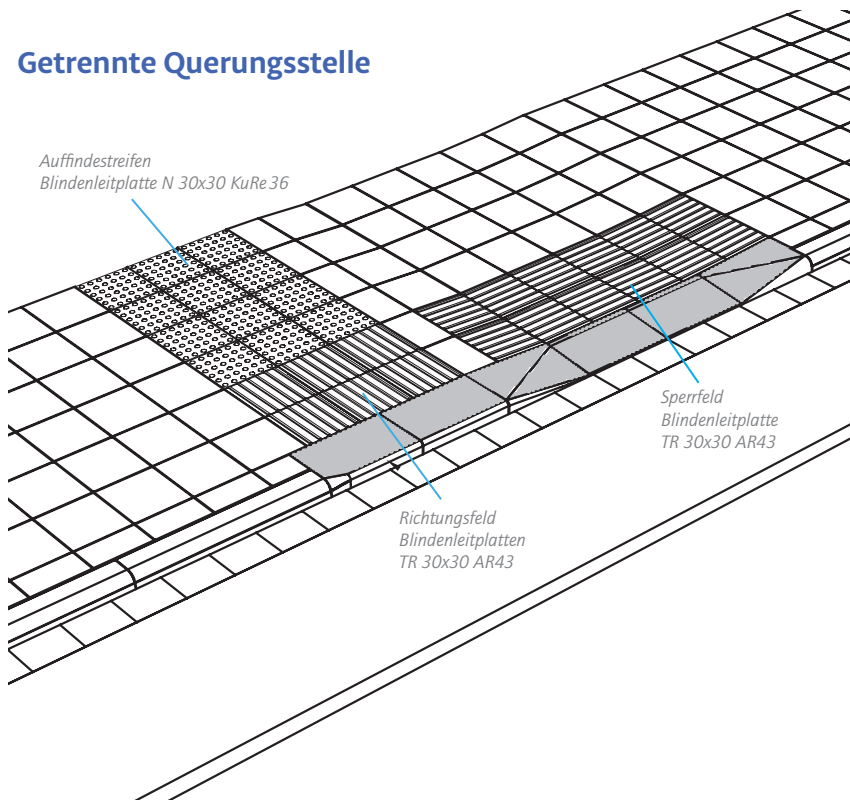 Getrennte Querungsstelle
Auffindestreifen
Blindenleitplatte N 30x30 KuRe 36
Sperrfeld
Blindenleitplatte
TR 30x30 AR43
Richtungsfeld
Blindenleitplatten
TR 30x30 AR43